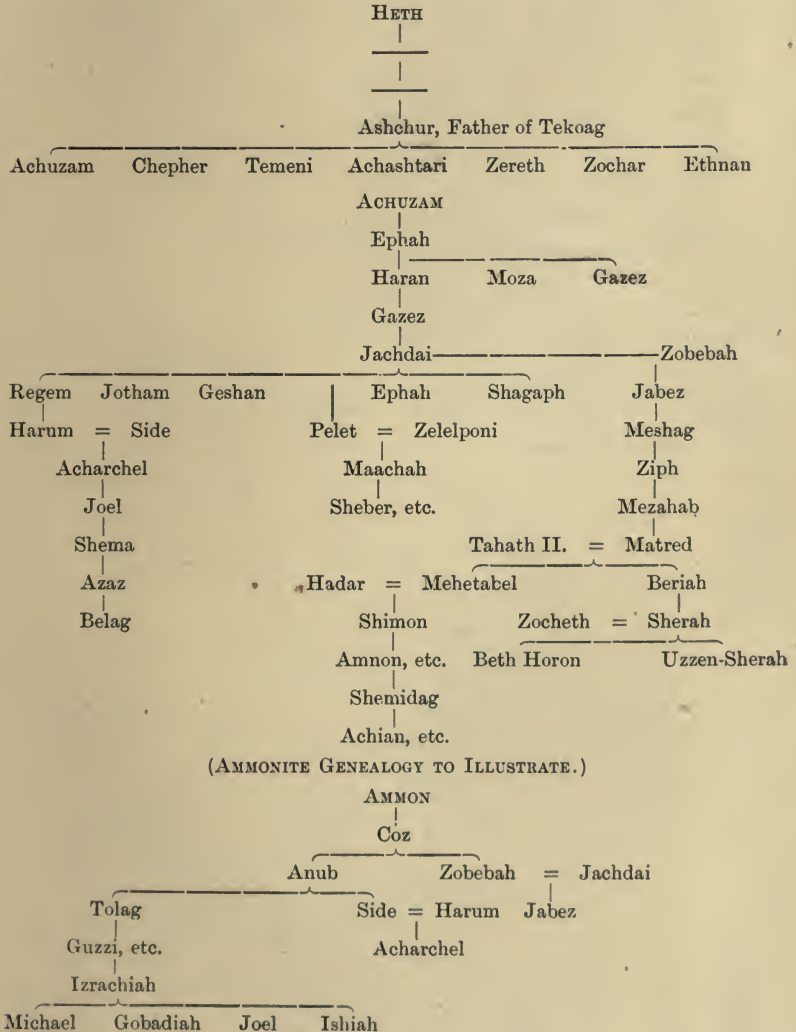 HETH
Ashchur, Father of Tekoag
Achuzam Chepher Temeni Achashtari Zereth Zochar Ethnan
ACHUZAM
Ephah
Haran Moza Gazez
Gazez
Jachdai Zobebah
Regem Jotham Geshan Ephah Shagaph Jabez
Harum = Side Pelet = Zelelponi Meshag
Acharchel Maachah Ziph
Joel Sheber, etc. Mezahab
Shema Tahath II. = Matred
Azaz Hadar = Mehetabel Beriah
Belag Shimon Zocheth = Sherah
Amnon, etc. Beth Horon Uzzen-Sherah
Shemidag
Achian, etc.
(AMMONITE GENEALOGY TO ILLUSTRATE.)
AMMON
Coz
Anub Zobebah = Jachdai
Tolag Side = Harum Jabez
Guzzi, etc. Acharchel
Izrachiah
Michael Gobadiah Joel Ishiah